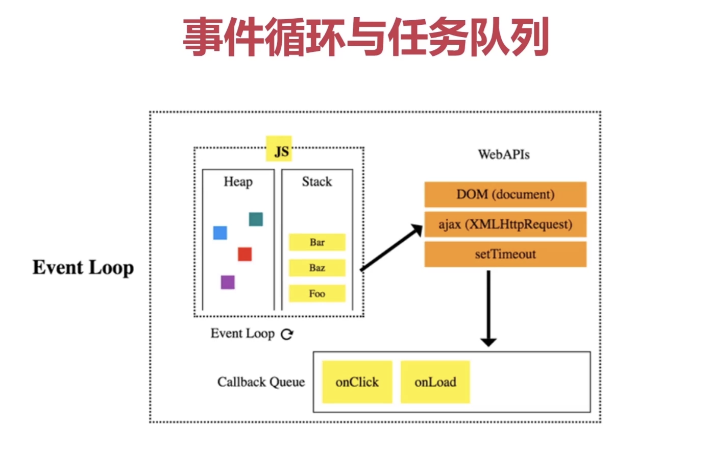 事件循环与任务队列
JS
WebAPIs
Heap
Stack
DOM (document)
ajax (XMLHttpRequest)
setTimeout
Bar
Baz
Foo
Event Loop
Event Loop
Callback Queue
onClick
onLoad